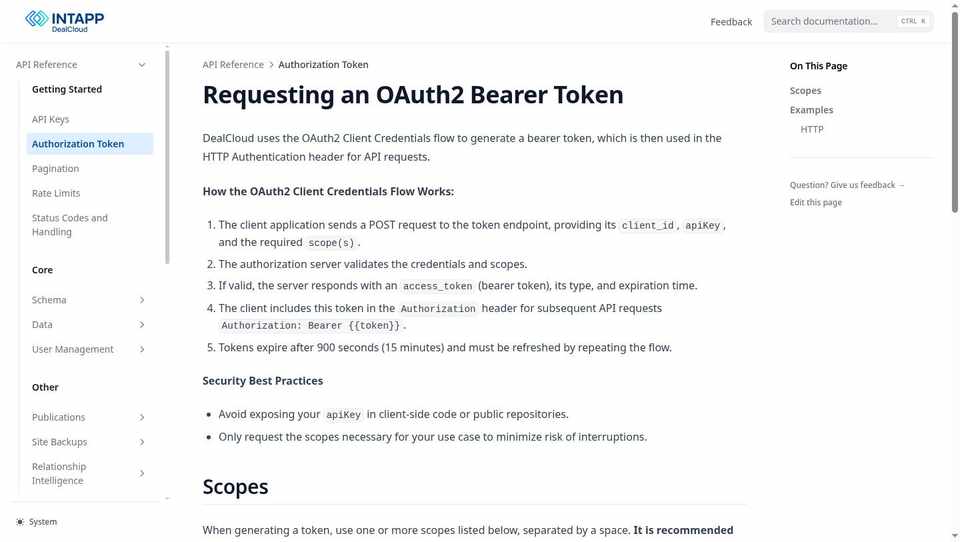 INTAPP
DealCloud
Feedback
Search documentation...
CTRL K
API Reference
Getting Started
API Keys
Authorization Token
Pagination
Rate Limits
Status Codes and
Handling
Core
Schema
Data
User Management
Other
Publications
Site Backups
Relationship
Intelligence
System
API Reference > Authorization Token
Requesting an OAuth2 Bearer Token
DealCloud uses the OAuth2 Client Credentials flow to generate a bearer token, which is then used in the
HTTP Authentication header for API requests.
How the OAuth2 Client Credentials Flow Works:
1. The client application sends a POST request to the token endpoint, providing its client_id, apiKey,
and the required scope(s).
2. The authorization server validates the credentials and scopes.
3. If valid, the server responds with an access_token (bearer token), its type, and expiration time.
4. The client includes this token in the Authorization header for subsequent API requests
Authorization: Bearer {{token}}.
5. Tokens expire after 900 seconds (15 minutes) and must be refreshed by repeating the flow.
Security Best Practices
• Avoid exposing your apiKey in client-side code or public repositories.
• Only request the scopes necessary for your use case to minimize risk of interruptions.
Scopes
When generating a token, use one or more scopes listed below, separated by a space. It is recommended
On This Page
Scopes
Examples
HTTP
Question? Give us feedback →
Edit this page